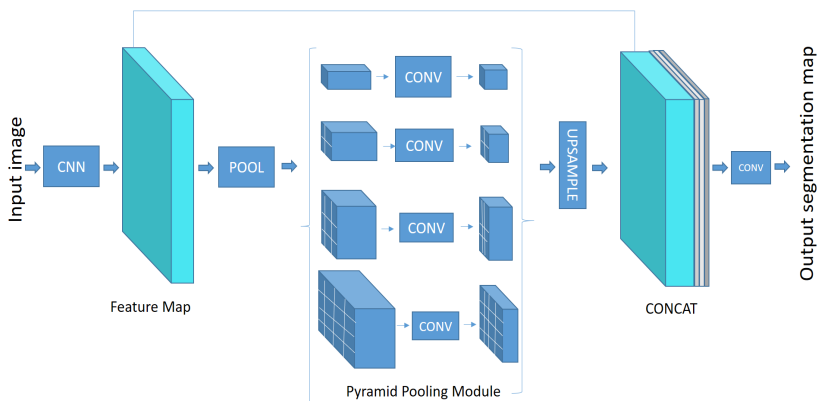 Input image
CNN
Feature Map
POOL
CONV
CONV
CONV
CONV
Pyramid Pooling Module
UPSAMPLE
CONCAT
CONV
Output segmentation map